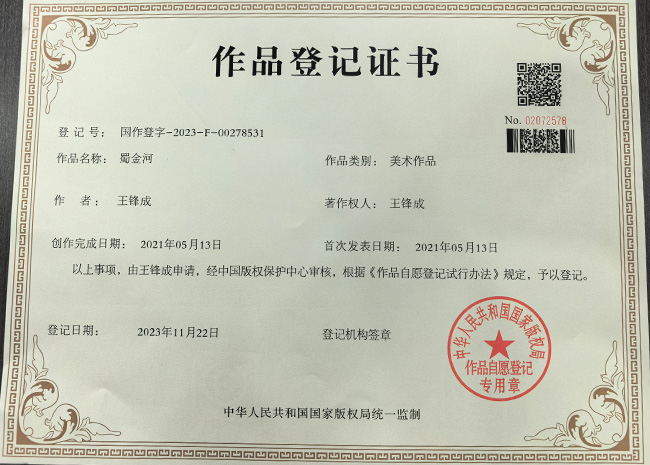 作品登记证书
No. 02072578
登 记 号： 国作登字-2023-F-00278531
作品名称： 蜀金河
作品类别： 美术作品
作 者： 王锋成
著作权人： 王锋成
创作完成日期： 2021年05月13日
首次发表日期： 2021年05月13日
以上事项，由王锋成申请，经中国版权保护中心审核，根据《作品自愿登记试行办法》规定，予以登记。
登记日期： 2023年11月22日
登记机构签章
中华人民共和国国家版权局
作品自愿登记
专用章
中华人民共和国国家版权局统一监制